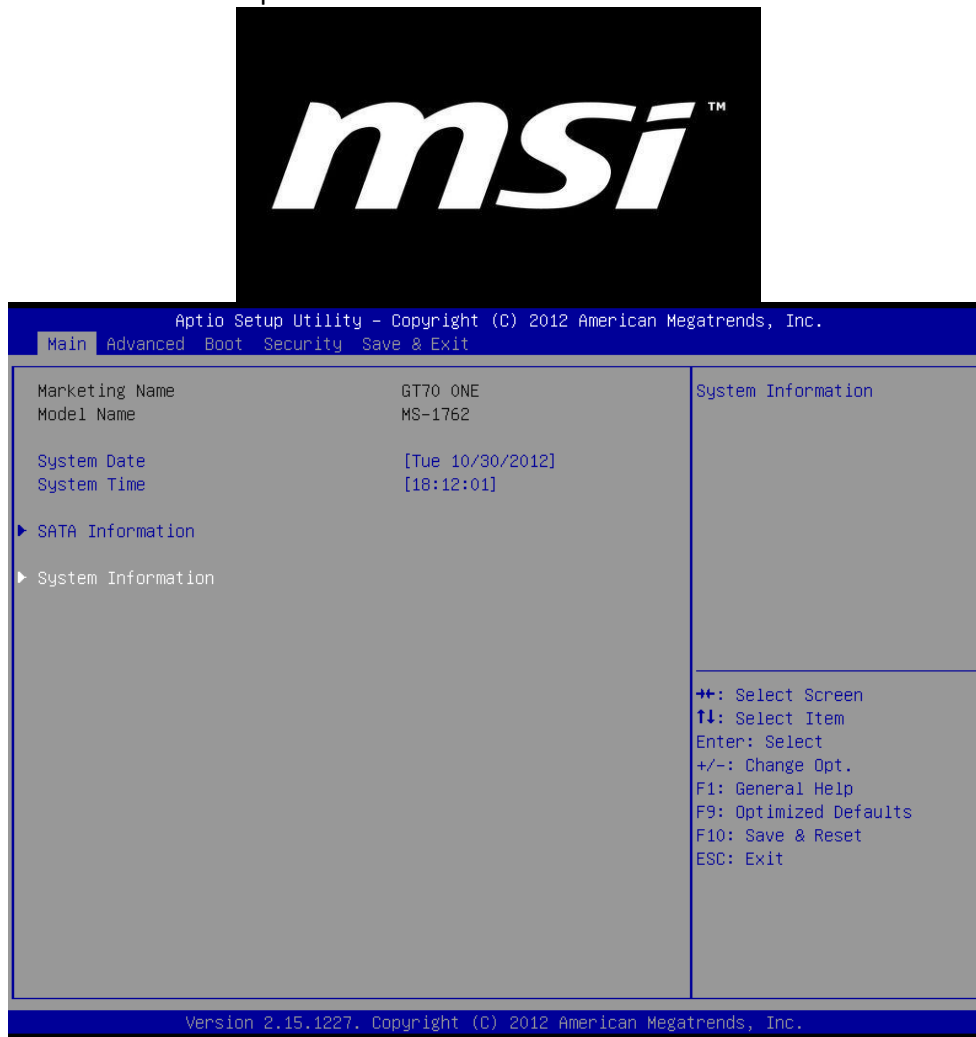 msi™
Aptio Setup Utility – Copyright (C) 2012 American Megatrends, Inc.
Main Advanced Boot Security Save & Exit
Marketing Name GT70 ONE System Information
Model Name MS-1762
System Date [Tue 10/30/2012]
System Time [18:12:01]
▶ SATA Information
▶ System Information
→←: Select Screen
↑↓: Select Item
Enter: Select
+/-: Change Opt.
F1: General Help
F9: Optimized Defaults
F10: Save & Reset
ESC: Exit
Version 2.15.1227. Copyright (C) 2012 American Megatrends, Inc.